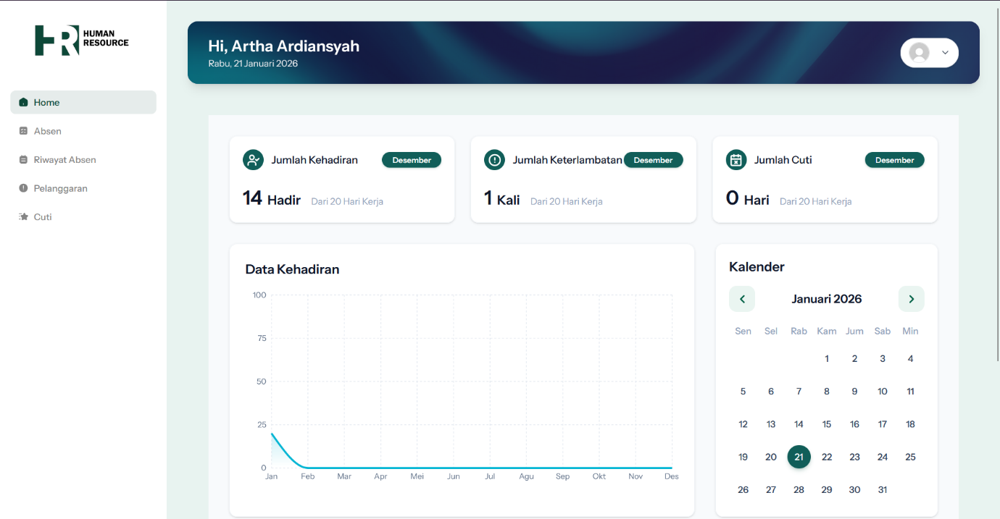 HR HUMAN
RESOURCE
Home
Absen
Riwayat Absen
Pelanggaran
Cuti
Hi, Artha Ardiansyah
Rabu, 21 Januari 2026
Jumlah Kehadiran Desember
14 Hadir Dari 20 Hari Kerja
Jumlah Keterlambatan Desember
1 Kali Dari 20 Hari Kerja
Jumlah Cuti Desember
0 Hari Dari 20 Hari Kerja
Data Kehadiran
100
75
50
25
0
Jan Feb Mar Apr Mei Jun Jul Agu Sep Okt Nov Des
Kalender
Januari 2026
Sen Sel Rab Kam Jum Sab Min
1 2 3 4
5 6 7 8 9 10 11
12 13 14 15 16 17 18
19 20 21 22 23 24 25
26 27 28 29 30 31